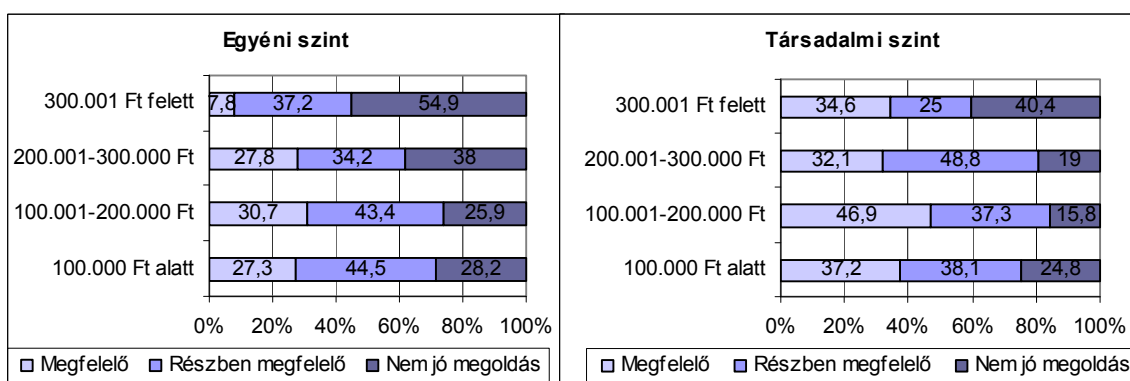 Egyéni szint
300.001 Ft felett 7,8 37,2 54,9
200.001-300.000 Ft 27,8 34,2 38
100.001-200.000 Ft 30,7 43,4 25,9
100.000 Ft alatt 27,3 44,5 28,2
0% 20% 40% 60% 80% 100%
Megfelelő Részben megfelelő Nem jó megoldás
Társadalmi szint
300.001 Ft felett 34,6 25 40,4
200.001-300.000 Ft 32,1 48,8 19
100.001-200.000 Ft 46,9 37,3 15,8
100.000 Ft alatt 37,2 38,1 24,8
0% 20% 40% 60% 80% 100%
Megfelelő Részben megfelelő Nem jó megoldás